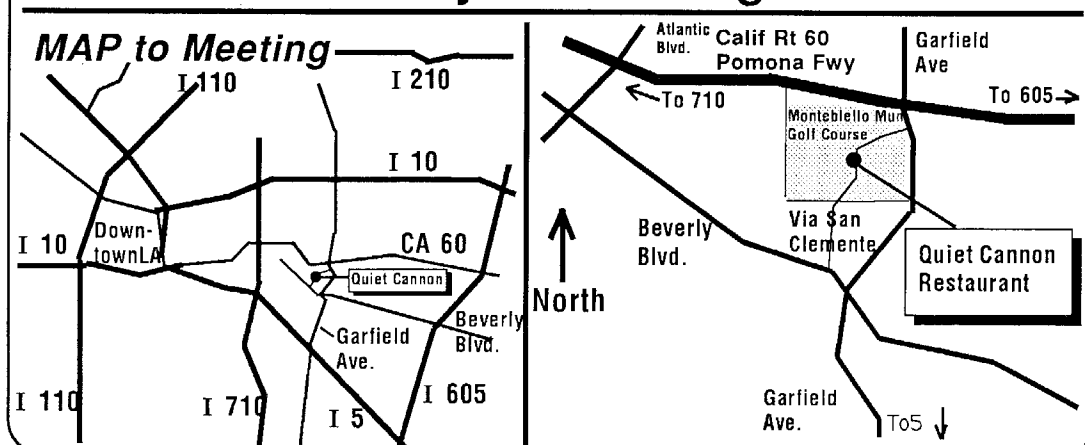 MAP to Meeting
I 110
I 210
I 10
Down-
townLA
I 10
CA 60
Quiet Cannon
Garfield
Ave.
Beverly
Blvd.
I 110
I 710
I 5
I 605
Atlantic
Blvd.
Calif Rt 60
Pomona Fwy
Garfield
Ave
To 710
To 605
Monteblello Mun
Golf Course
Beverly
Blvd.
Via San
Clemente
Quiet Cannon
Restaurant
North
Garfield
Ave.
To5